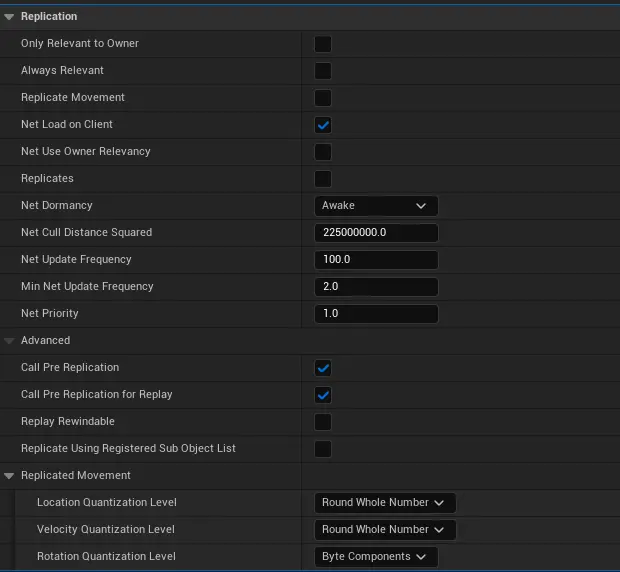 Replication
Only Relevant to Owner
Always Relevant
Replicate Movement
Net Load on Client
Net Use Owner Relevancy
Replicates
Net Dormancy Awake
Net Cull Distance Squared 225000000.0
Net Update Frequency 100.0
Min Net Update Frequency 2.0
Net Priority 1.0
Advanced
Call Pre Replication
Call Pre Replication for Replay
Replay Rewindable
Replicate Using Registered Sub Object List
Replicated Movement
Location Quantization Level Round Whole Number
Velocity Quantization Level Round Whole Number
Rotation Quantization Level Byte Components